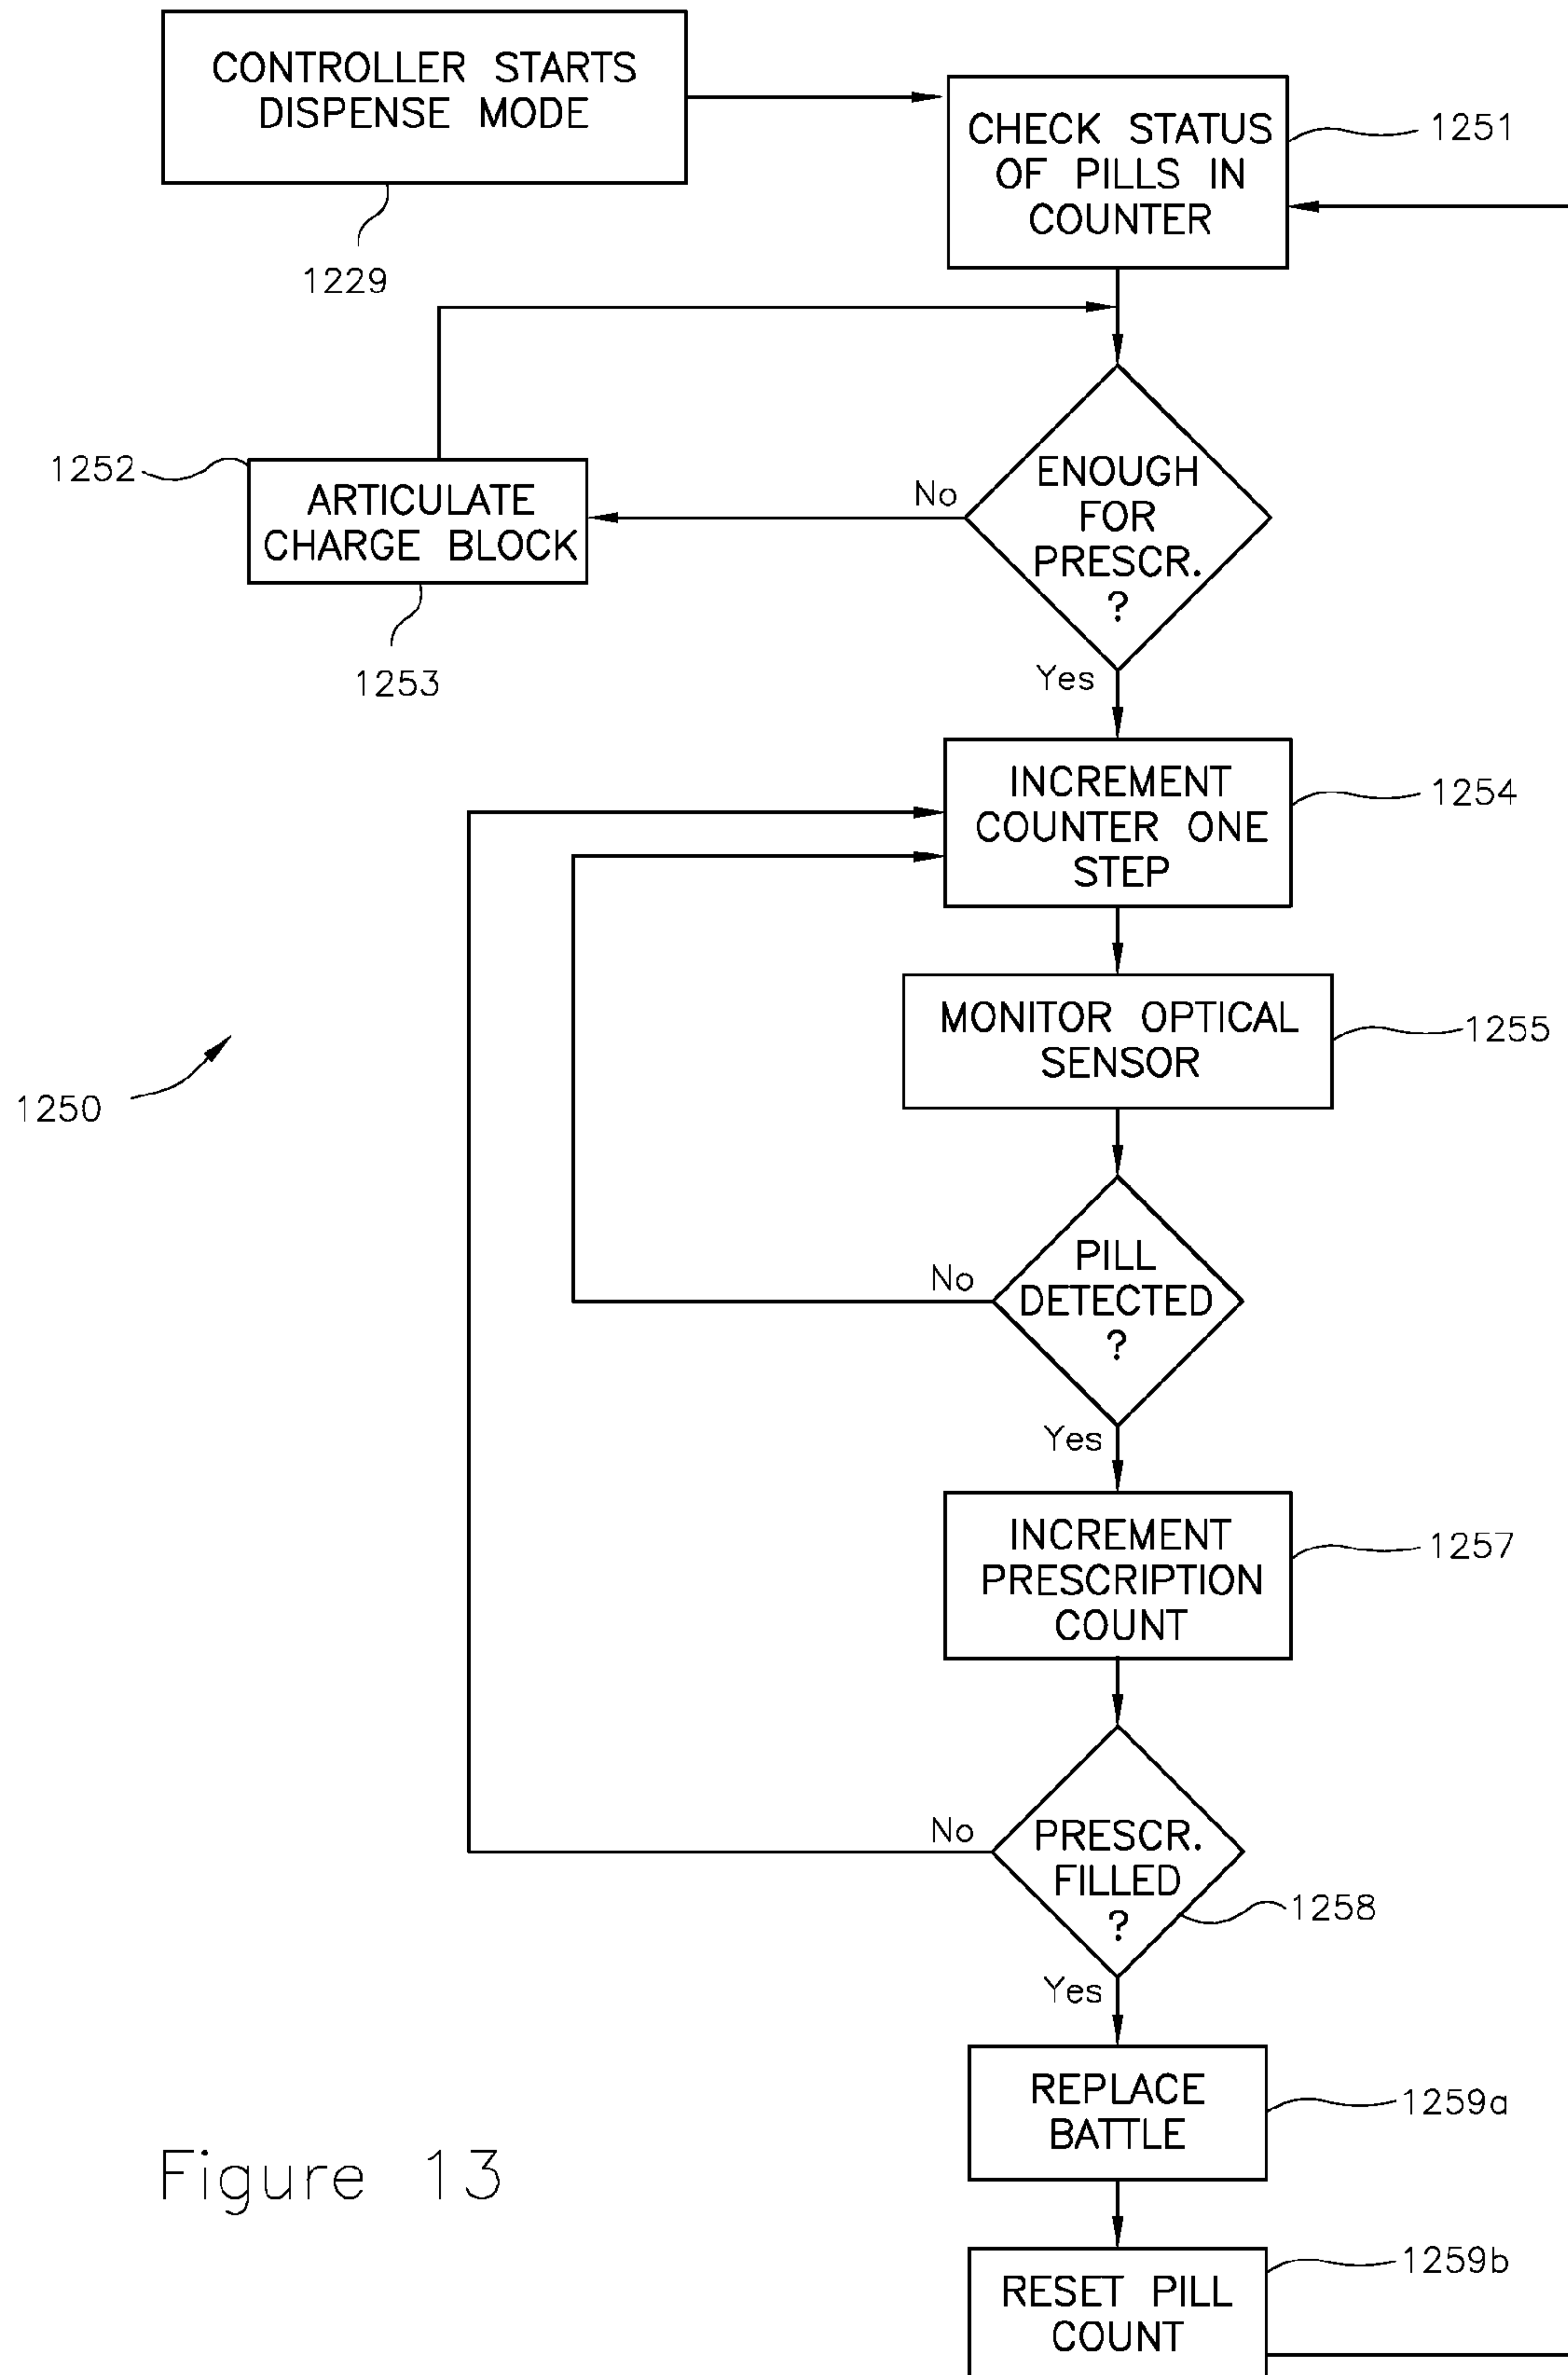 CONTROLLER STARTS
DISPENSE MODE
1229
CHECK STATUS
OF PILLS IN
COUNTER
1251
1252
ARTICULATE
CHARGE BLOCK
1253
No
ENOUGH
FOR
PRESCR.
?
Yes
INCREMENT
COUNTER ONE
STEP
1254
MONITOR OPTICAL
SENSOR
1255
1250
No
PILL
DETECTED
?
Yes
INCREMENT
PRESCRIPTION
COUNT
1257
No
PRESCR.
FILLED
?
1258
Yes
REPLACE
BATTLE
1259a
Figure 13
RESET PILL
COUNT
1259b